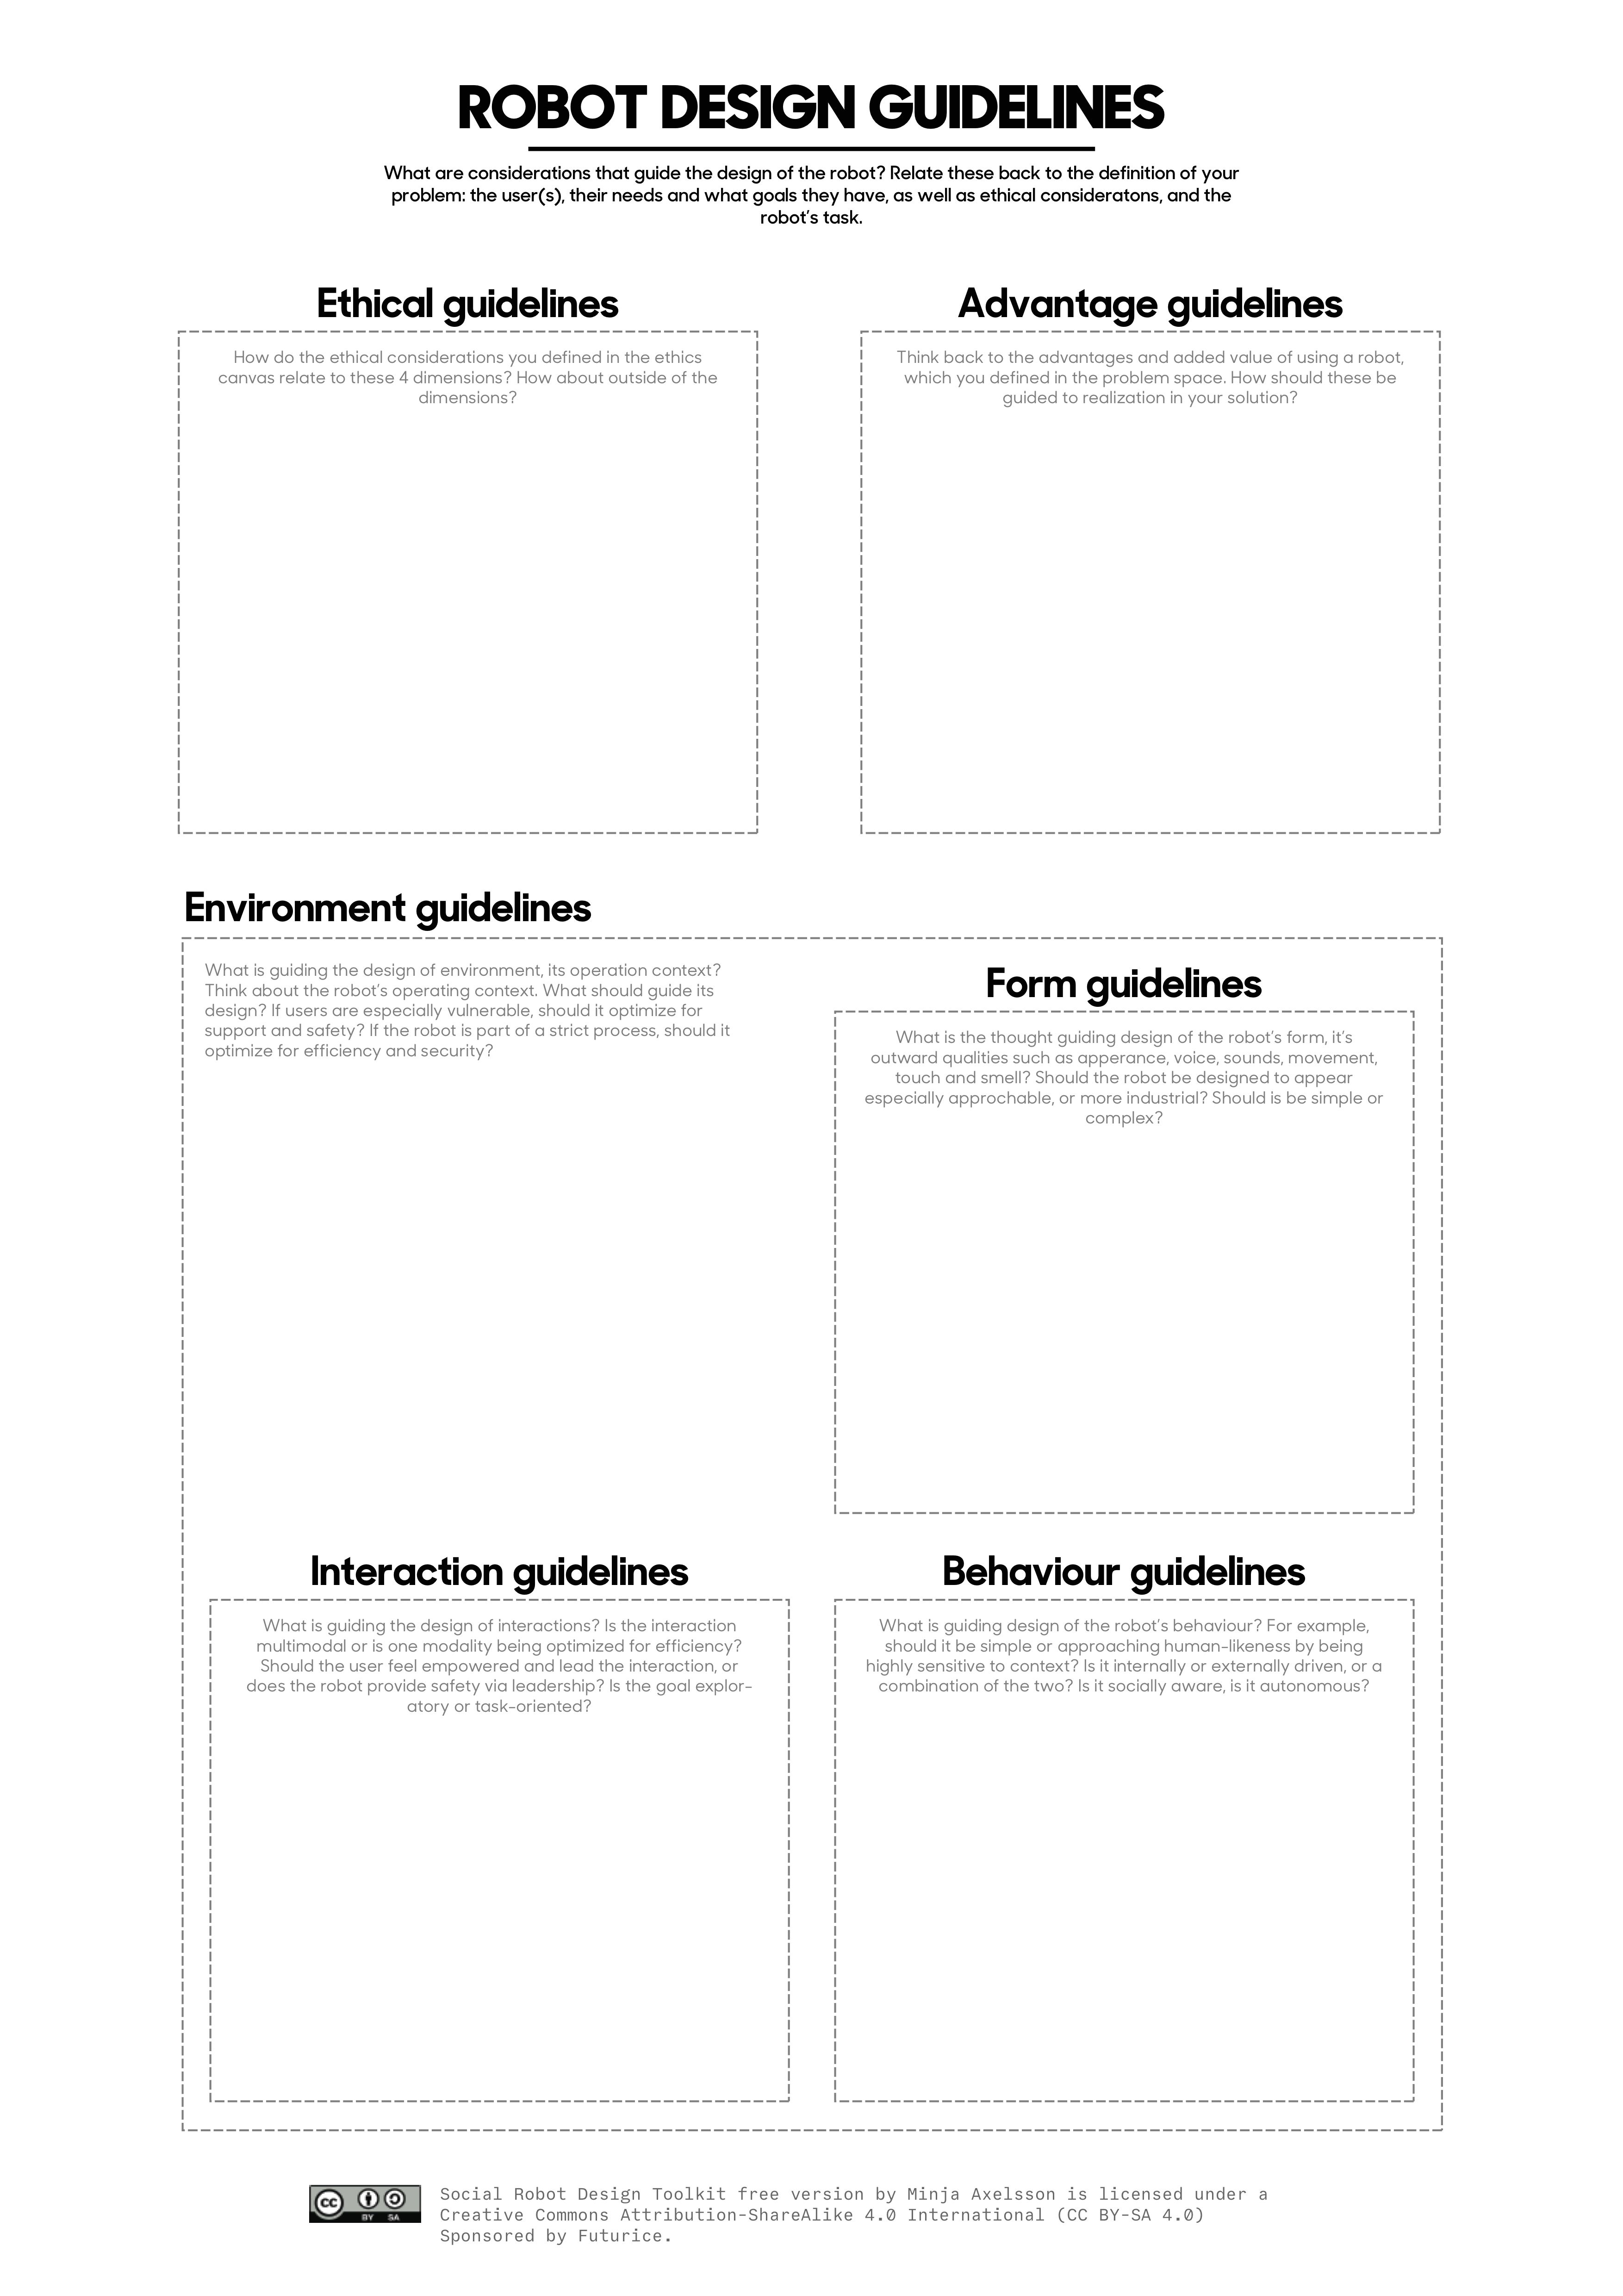 ROBOT DESIGN GUIDELINES
What are considerations that guide the design of the robot? Relate these back to the definition of your
problem: the user(s), their needs and what goals they have, as well as ethical consideratons, and the
robot's task.
Ethical guidelines
How do the ethical considerations you defined in the ethics
canvas relate to these 4 dimensions? How about outside of the
dimensions?
Advantage guidelines
Think back to the advantages and added value of using a robot,
which you defined in the problem space. How should these be
guided to realization in your solution?
Environment guidelines
What is guiding the design of environment, its operation context?
Think about the robot's operating context. What should guide its
design? If users are especially vulnerable, should it optimize for
support and safety? If the robot is part of a strict process, should it
optimize for efficiency and security?
Form guidelines
What is the thought guiding design of the robot's form, it's
outward qualities such as apperance, voice, sounds, movement,
touch and smell? Should the robot be designed to appear
especially approchable, or more industrial? Should is be simple or
complex?
Interaction guidelines
What is guiding the design of interactions? Is the interaction
multimodal or is one modality being optimized for efficiency?
Should the user feel empowered and lead the interaction, or
does the robot provide safety via leadership? Is the goal explor-
atory or task-oriented?
Behaviour guidelines
What is guiding design of the robot's behaviour? For example,
should it be simple or approaching human-likeness by being
highly sensitive to context? Is it internally or externally driven, or a
combination of the two? Is it socially aware, is it autonomous?
cc BY SA
Social Robot Design Toolkit free version by Minja Axelsson is licensed under a
Creative Commons Attribution-ShareAlike 4.0 International (CC BY-SA 4.0)
Sponsored by Futurice.